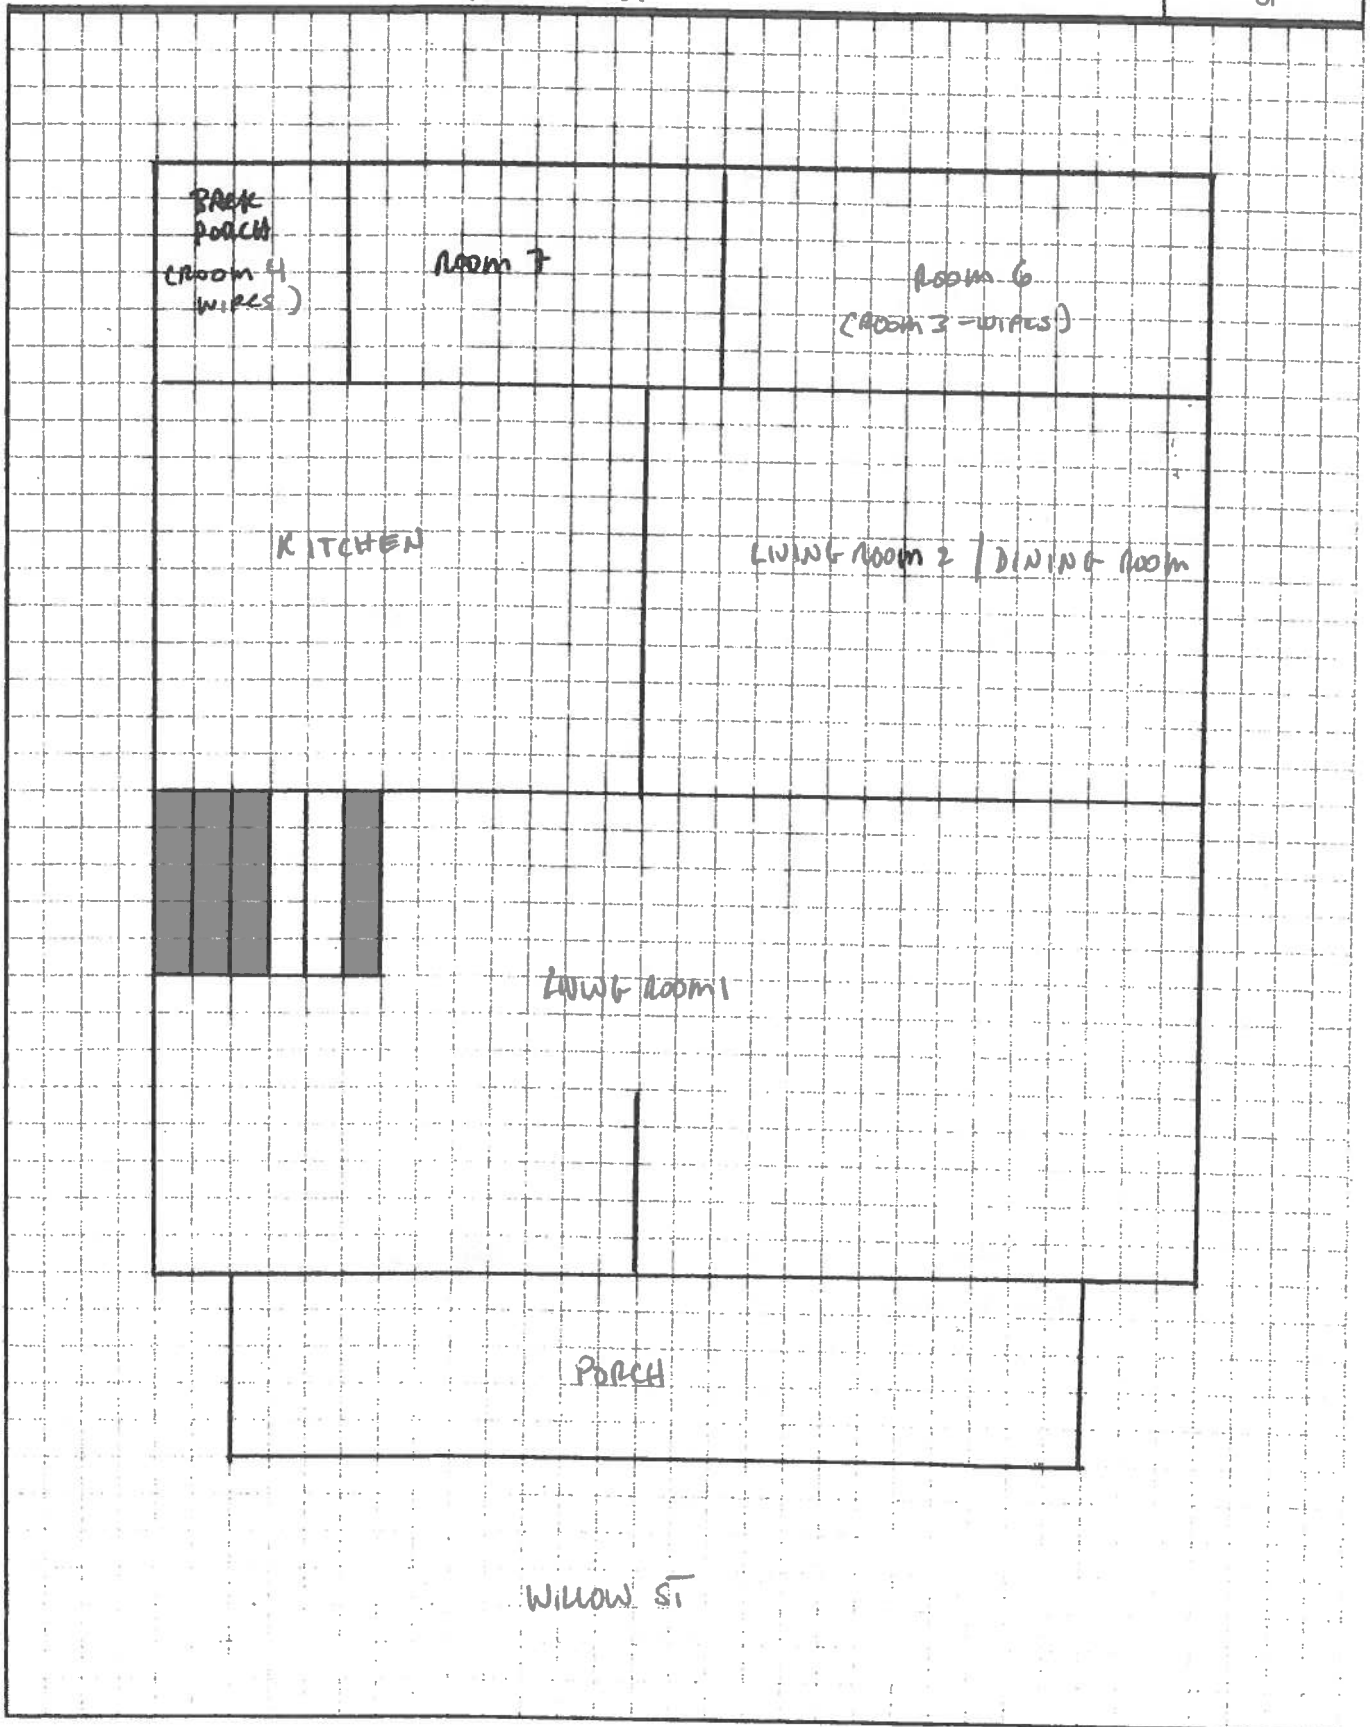 BACK
PORCH
(ROOM 4
WIPES)
ROOM 7
ROOM 6
(ROOM 3-WIPES)
KITCHEN
LIVING ROOM 2 / DINING ROOM
LIVING ROOM 1
PORCH
WILLOW ST